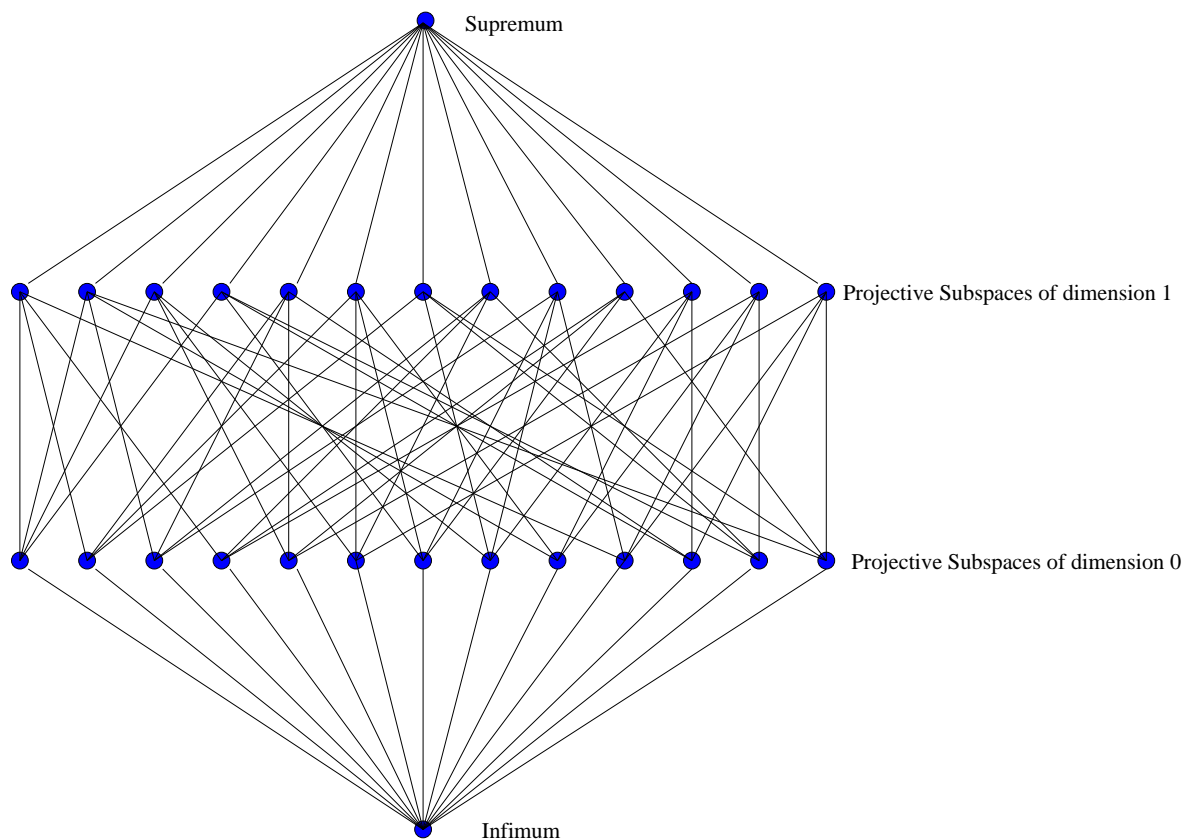 Supremum
Projective Subspaces of dimension 1
Projective Subspaces of dimension 0
Infimum